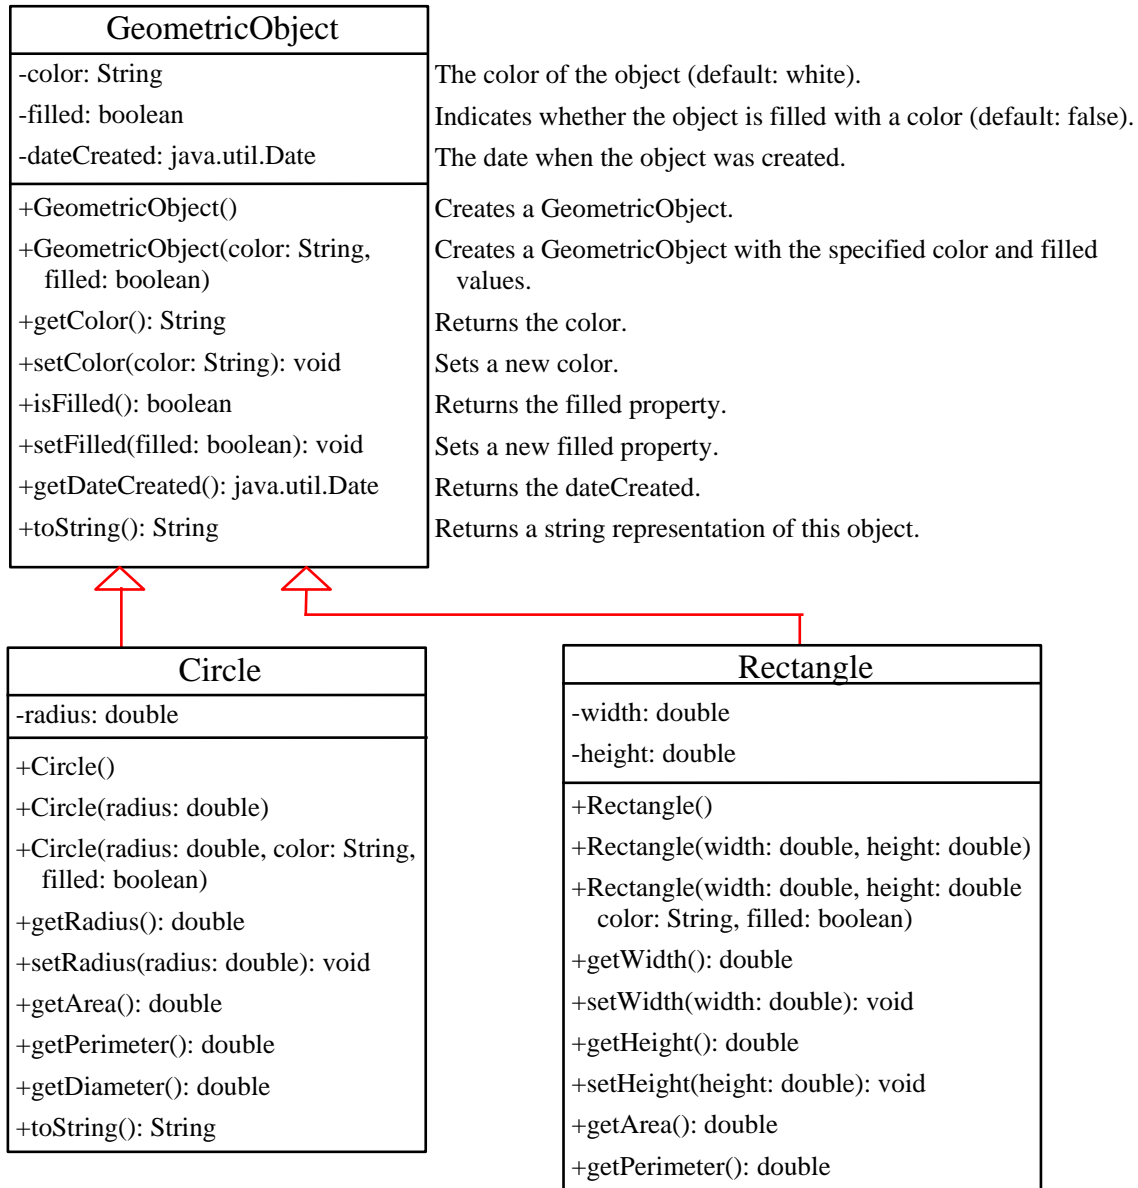 GeometricObject
-color: String
The color of the object (default: white).
-filled: boolean
Indicates whether the object is filled with a color (default: false).
-dateCreated: java.util.Date
The date when the object was created.
+GeometricObject()
Creates a GeometricObject.
+GeometricObject(color: String,
filled: boolean)
Creates a GeometricObject with the specified color and filled
values.
+getColor(): String
Returns the color.
+setColor(color: String): void
Sets a new color.
+isFilled(): boolean
Returns the filled property.
+setFilled(filled: boolean): void
Sets a new filled property.
+getDateCreated(): java.util.Date
Returns the dateCreated.
+toString(): String
Returns a string representation of this object.
Circle
-radius: double
+Circle()
+Circle(radius: double)
+Circle(radius: double, color: String,
filled: boolean)
+getRadius(): double
+setRadius(radius: double): void
+getArea(): double
+getPerimeter(): double
+getDiameter(): double
+toString(): String
Rectangle
-width: double
-height: double
+Rectangle()
+Rectangle(width: double, height: double)
+Rectangle(width: double, height: double
color: String, filled: boolean)
+getWidth(): double
+setWidth(width: double): void
+getHeight(): double
+setHeight(height: double): void
+getArea(): double
+getPerimeter(): double